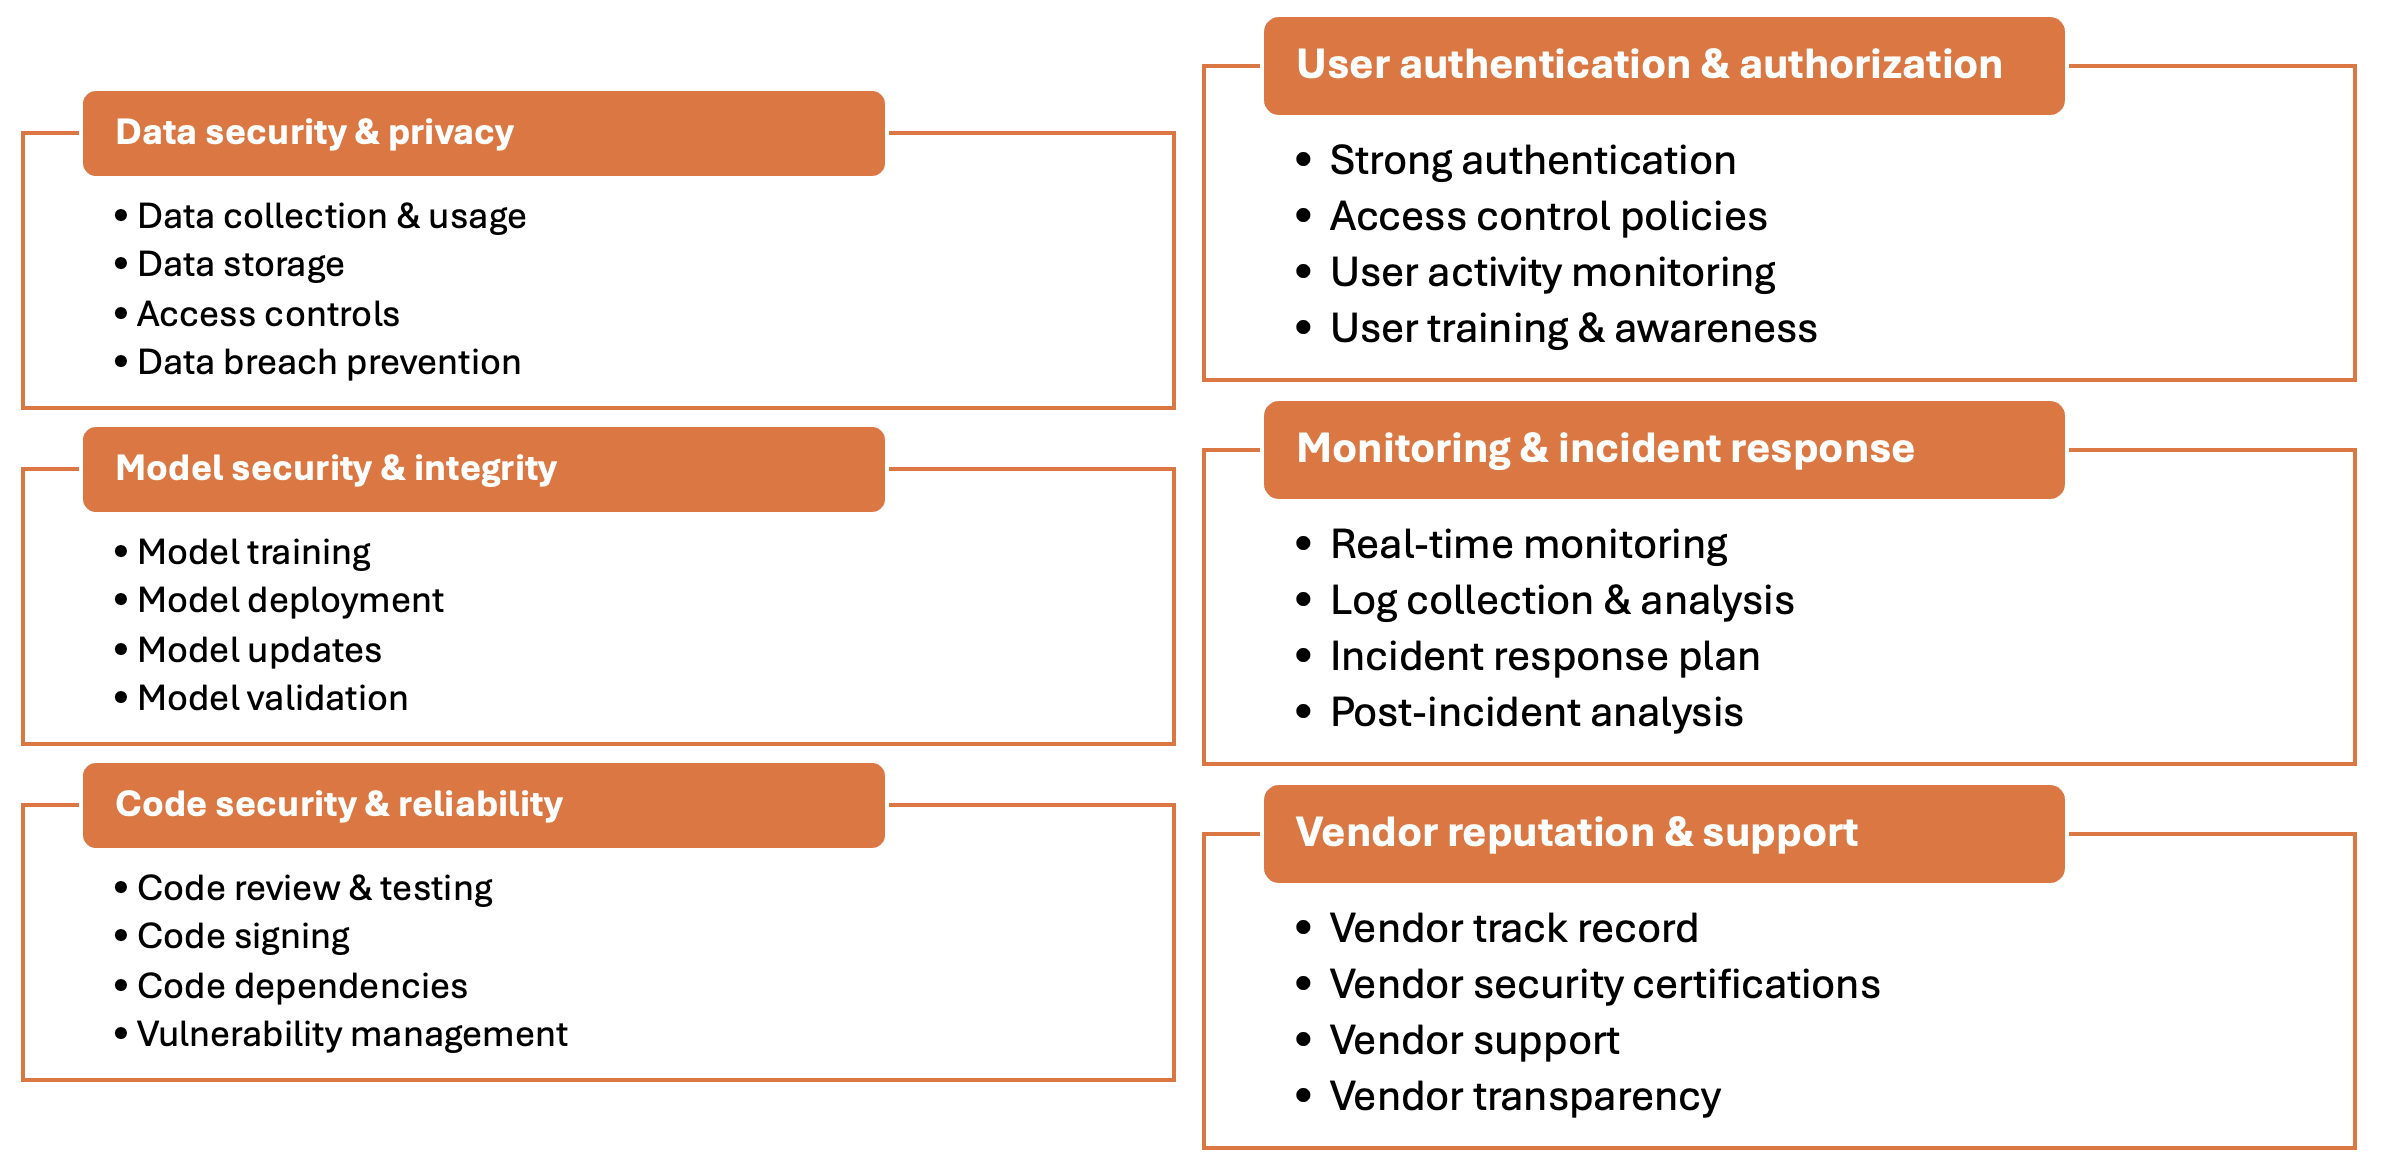 Data security & privacy
• Data collection & usage
• Data storage
• Access controls
• Data breach prevention
Model security & integrity
• Model training
• Model deployment
• Model updates
• Model validation
Code security & reliability
• Code review & testing
• Code signing
• Code dependencies
• Vulnerability management
User authentication & authorization
• Strong authentication
• Access control policies
• User activity monitoring
• User training & awareness
Monitoring & incident response
• Real-time monitoring
• Log collection & analysis
• Incident response plan
• Post-incident analysis
Vendor reputation & support
• Vendor track record
• Vendor security certifications
• Vendor support
• Vendor transparency